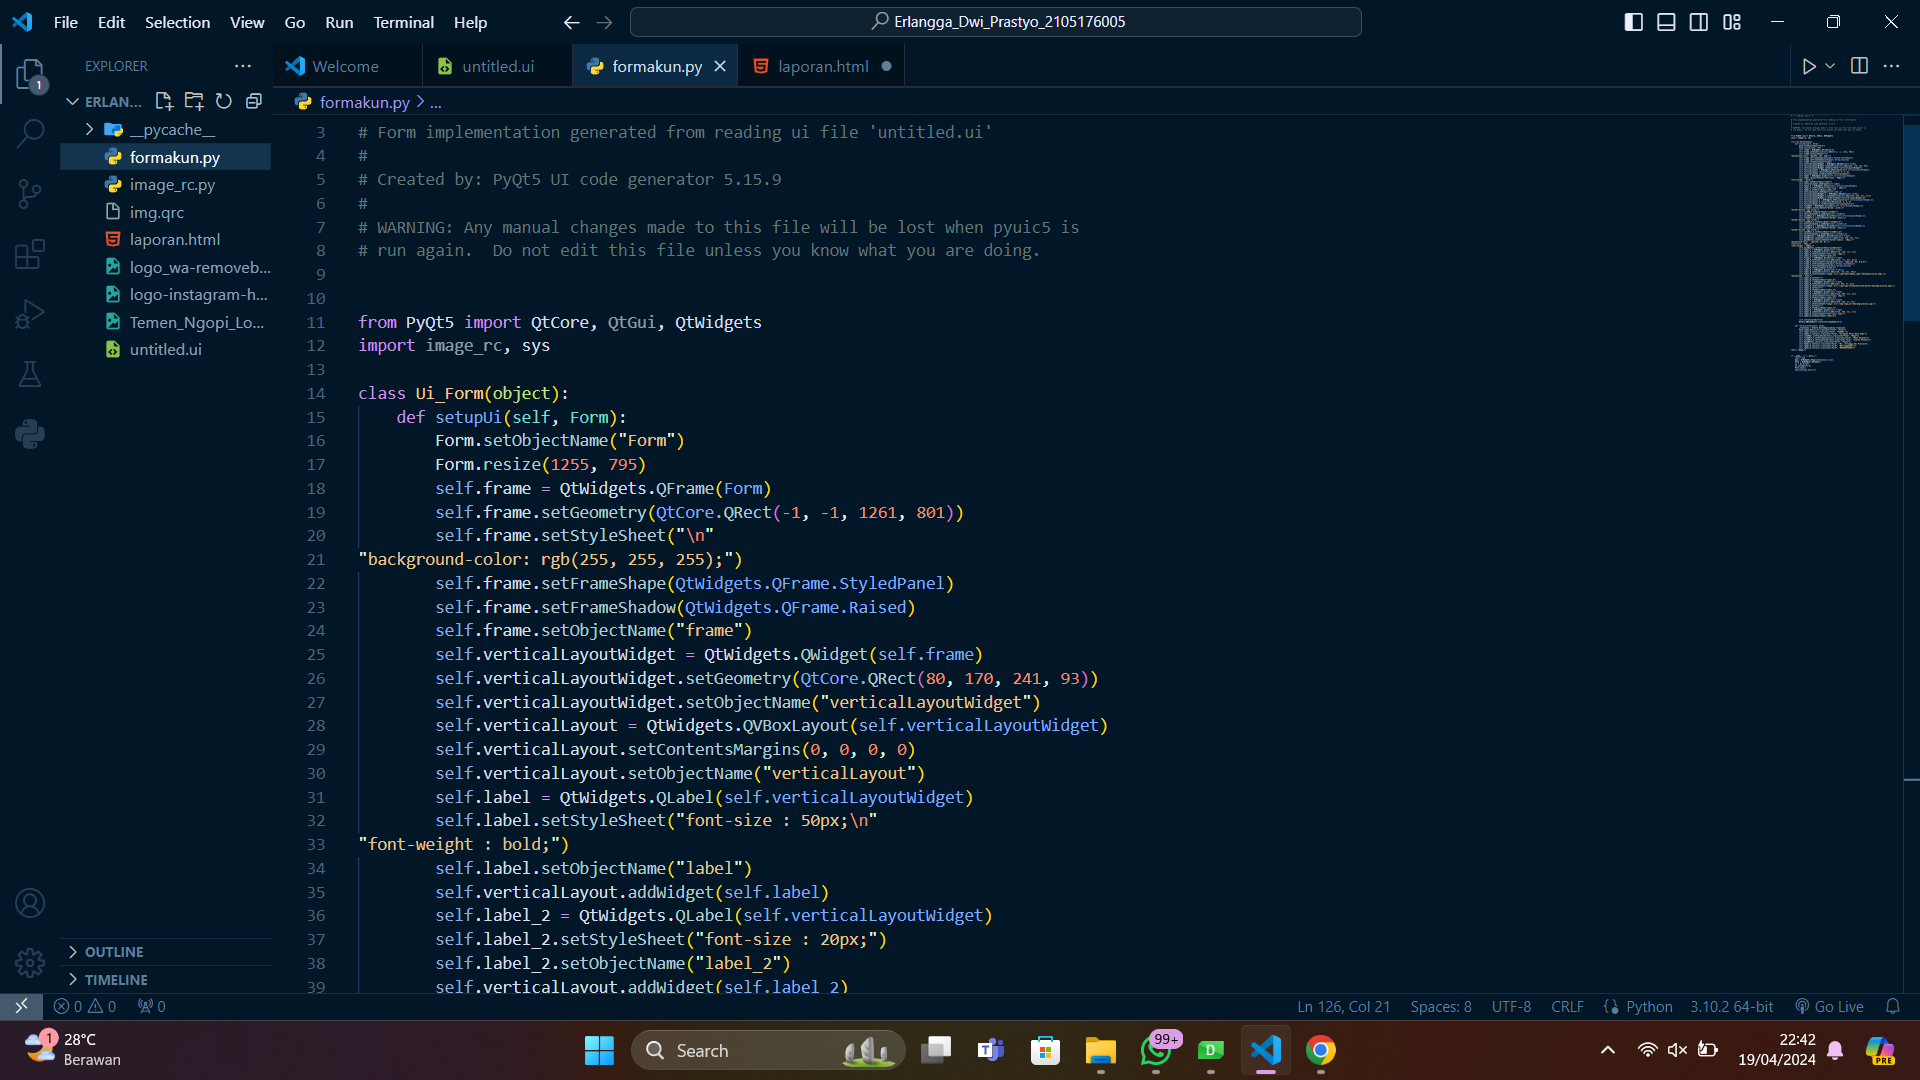 File Edit Selection View Go Run Terminal Help
Erlangga_Dwi_Prastyo_2105176005
EXPLORER
Welcome
untitled.ui
formakun.py
laporan.html
ERLAN...
formakun.py > ...
__pycache__
formakun.py
image_rc.py
img.qrc
laporan.html
logo_wa-removeb...
logo-instagram-h...
Temen_Ngopi_Lo...
untitled.ui
1
3 # Form implementation generated from reading ui file 'untitled.ui'
4 #
5 # Created by: PyQt5 UI code generator 5.15.9
6 #
7 # WARNING: Any manual changes made to this file will be lost when pyuic5 is
8 # run again.  Do not edit this file unless you know what you are doing.
9
10
11 from PyQt5 import QtCore, QtGui, QtWidgets
12 import image_rc, sys
13
14 class Ui_Form(object):
15     def setupUi(self, Form):
16         Form.setObjectName("Form")
17         Form.resize(1255, 795)
18         self.frame = QtWidgets.QFrame(Form)
19         self.frame.setGeometry(QtCore.QRect(-1, -1, 1261, 801))
20         self.frame.setStyleSheet("\n"
21 "background-color: rgb(255, 255, 255);")
22         self.frame.setFrameShape(QtWidgets.QFrame.StyledPanel)
23         self.frame.setFrameShadow(QtWidgets.QFrame.Raised)
24         self.frame.setObjectName("frame")
25         self.verticalLayoutWidget = QtWidgets.QWidget(self.frame)
26         self.verticalLayoutWidget.setGeometry(QtCore.QRect(80, 170, 241, 93))
27         self.verticalLayoutWidget.setObjectName("verticalLayoutWidget")
28         self.verticalLayout = QtWidgets.QVBoxLayout(self.verticalLayoutWidget)
29         self.verticalLayout.setContentsMargins(0, 0, 0, 0)
30         self.verticalLayout.setObjectName("verticalLayout")
31         self.label = QtWidgets.QLabel(self.verticalLayoutWidget)
32         self.label.setStyleSheet("font-size : 50px;\n"
33 "font-weight : bold;")
34         self.label.setObjectName("label")
35         self.verticalLayout.addWidget(self.label)
36         self.label_2 = QtWidgets.QLabel(self.verticalLayoutWidget)
37         self.label_2.setStyleSheet("font-size : 20px;")
38         self.label_2.setObjectName("label_2")
39         self.verticalLayout.addWidget(self.label_2)
OUTLINE
TIMELINE
0 0 0
Ln 126, Col 21 Spaces: 8 UTF-8 CRLF Python 3.10.2 64-bit Go Live
1
28°C
Berawan
Search
99+
22:42
19/04/2024
PRE